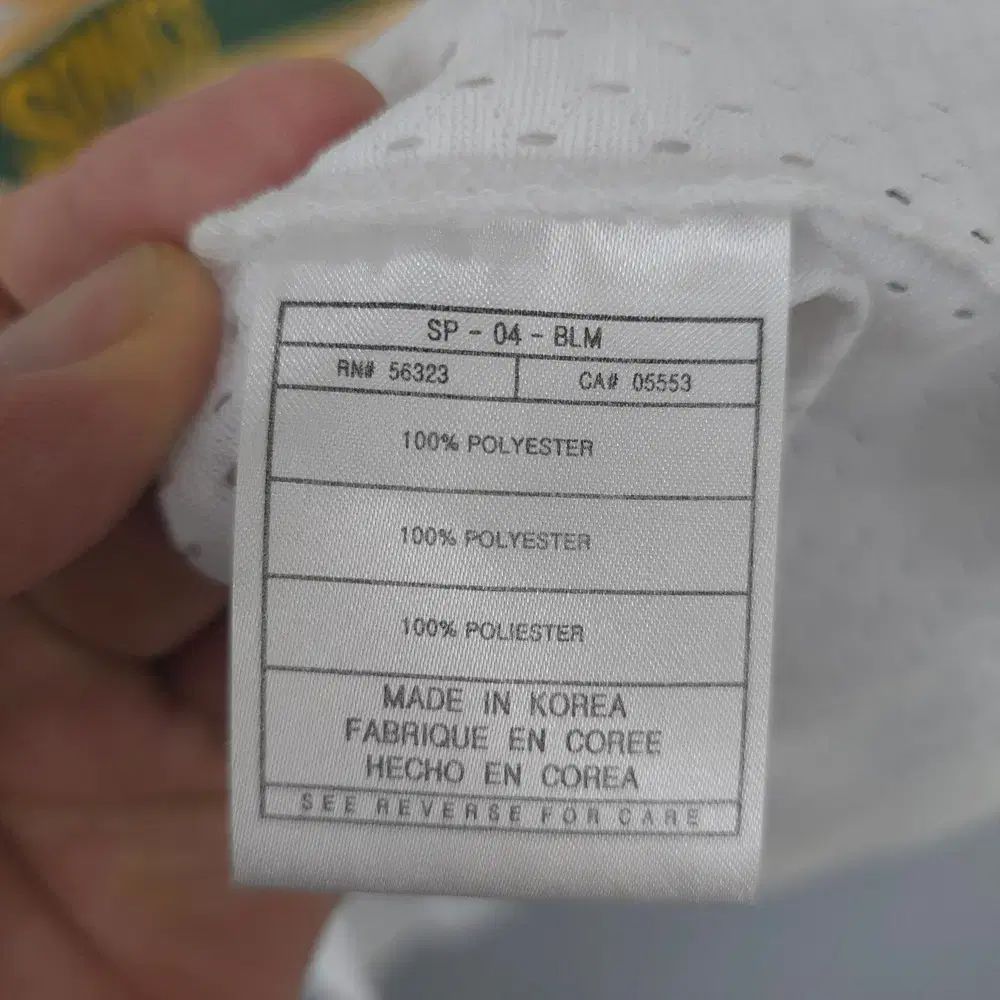 SONICS
SP - 04 - BLM
RN# 56323 CA# 05553
100% POLYESTER
100% POLYESTER
100% POLIESTER
MADE IN KOREA
FABRIQUE EN COREE
HECHO EN COREA
SEE REVERSE FOR CARE